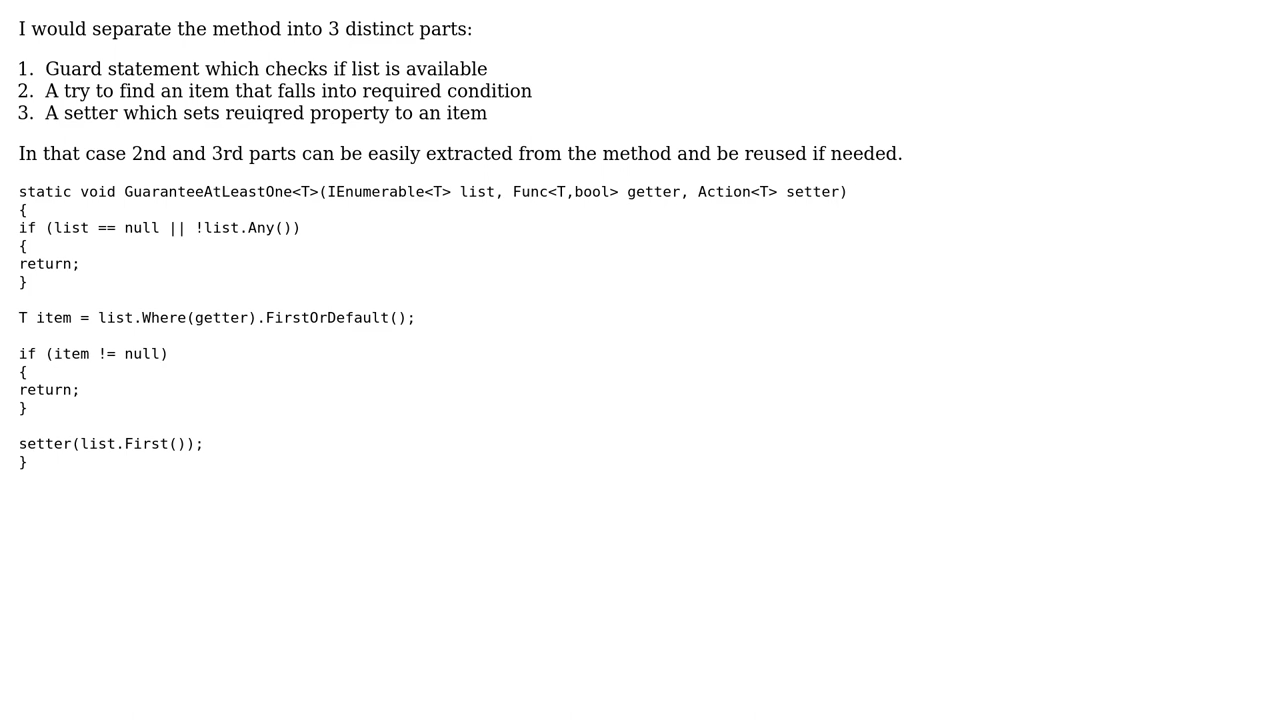 I would separate the method into 3 distinct parts:
1. Guard statement which checks if list is available
2. A try to find an item that falls into required condition
3. A setter which sets reuiqred property to an item
In that case 2nd and 3rd parts can be easily extracted from the method and be reused if needed.
static void GuaranteeAtLeastOne<T>(IEnumerable<T> list, Func<T,bool> getter, Action<T> setter)
{
if (list == null || !list.Any())
{
return;
}
T item = list.Where(getter).FirstOrDefault();
if (item != null)
{
return;
}
setter(list.First());
}